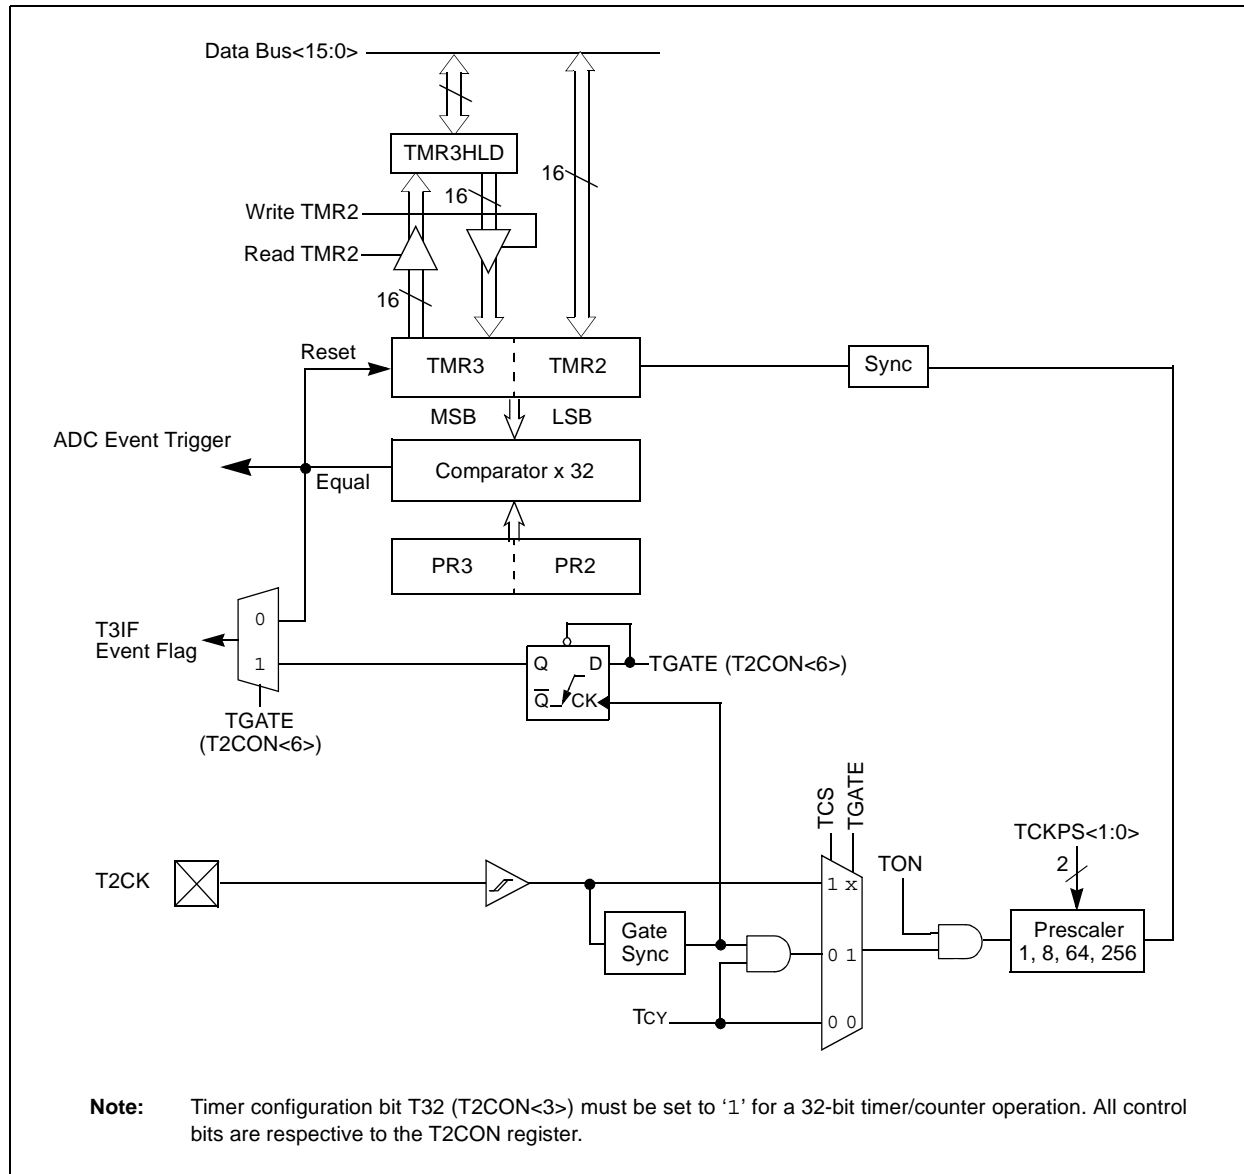 Data Bus<15:0>
TMR3HLD
16
16
Write TMR2
Read TMR2
16
Reset
TMR3
TMR2
Sync
MSB
LSB
ADC Event Trigger
Equal
Comparator x 32
PR3
PR2
0
T3IF
Event Flag
1
Q
D
TGATE (T2CON<6>)
Q
CK
TGATE
(T2CON<6>)
TCS
TGATE
TCKPS<1:0>
2
TON
T2CK
1 x
Gate
Sync
0 1
Prescaler
1, 8, 64, 256
TCY
0 0
Note: Timer configuration bit T32 (T2CON<3>) must be set to ‘1’ for a 32-bit timer/counter operation. All control
bits are respective to the T2CON register.